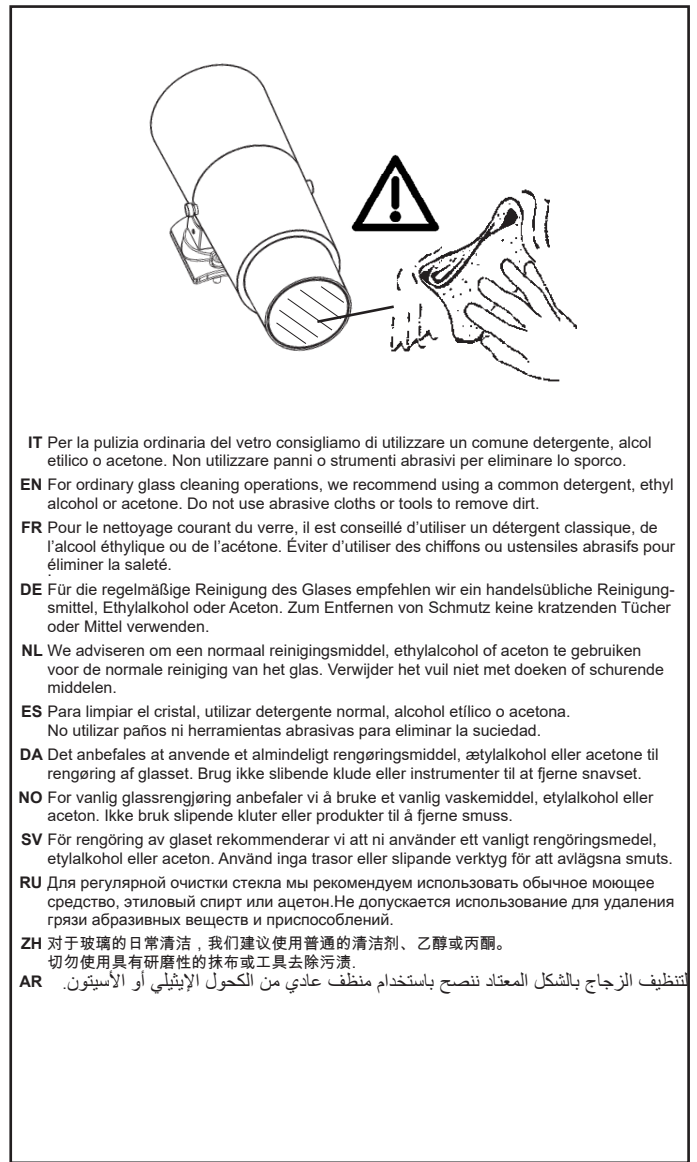 IT Per la pulizia ordinaria del vetro consigliamo di utilizzare un comune detergente, alcol
etilico o acetone. Non utilizzare panni o strumenti abrasivi per eliminare lo sporco.
EN For ordinary glass cleaning operations, we recommend using a common detergent, ethyl
alcohol or acetone. Do not use abrasive cloths or tools to remove dirt.
FR Pour le nettoyage courant du verre, il est conseillé d’utiliser un détergent classique, de
l’alcool éthylique ou de l’acétone. Éviter d’utiliser des chiffons ou ustensiles abrasifs pour
éliminer la saleté.
.
DE Für die regelmäßige Reinigung des Glases empfehlen wir ein handelsübliche Reinigung-
smittel, Ethylalkohol oder Aceton. Zum Entfernen von Schmutz keine kratzenden Tücher
oder Mittel verwenden.
NL We adviseren om een normaal reinigingsmiddel, ethylalcohol of aceton te gebruiken
voor de normale reiniging van het glas. Verwijder het vuil niet met doeken of schurende
middelen.
ES Para limpiar el cristal, utilizar detergente normal, alcohol etílico o acetona.
No utilizar paños ni herramientas abrasivas para eliminar la suciedad.
DA Det anbefales at anvende et almindeligt rengøringsmiddel, ætylalkohol eller acetone til
rengøring af glasset. Brug ikke slibende klude eller instrumenter til at fjerne snavset.
NO For vanlig glassrengjøring anbefaler vi å bruke et vanlig vaskemiddel, etylalkohol eller
aceton. Ikke bruk slipende kluter eller produkter til å fjerne smuss.
SV För rengöring av glaset rekommenderar vi att ni använder ett vanligt rengöringsmedel,
etylalkohol eller aceton. Använd inga trasor eller slipande verktyg för att avlägsna smuts.
RU Для регулярной очистки стекла мы рекомендуем использовать обычное моющее
средство, этиловый спирт или ацетон.Не допускается использование для удаления
грязи абразивных веществ и приспособлений.
ZH 对于玻璃的日常清洁，我们建议使用普通的清洁剂、乙醇或丙酮。
切勿使用具有研磨性的抹布或工具去除污渍.
AR لتنظيف الزجاج بالشكل المعتاد ننصح باستخدام منظف عادي من الكحول الإيثيلي أو الأسيتون.